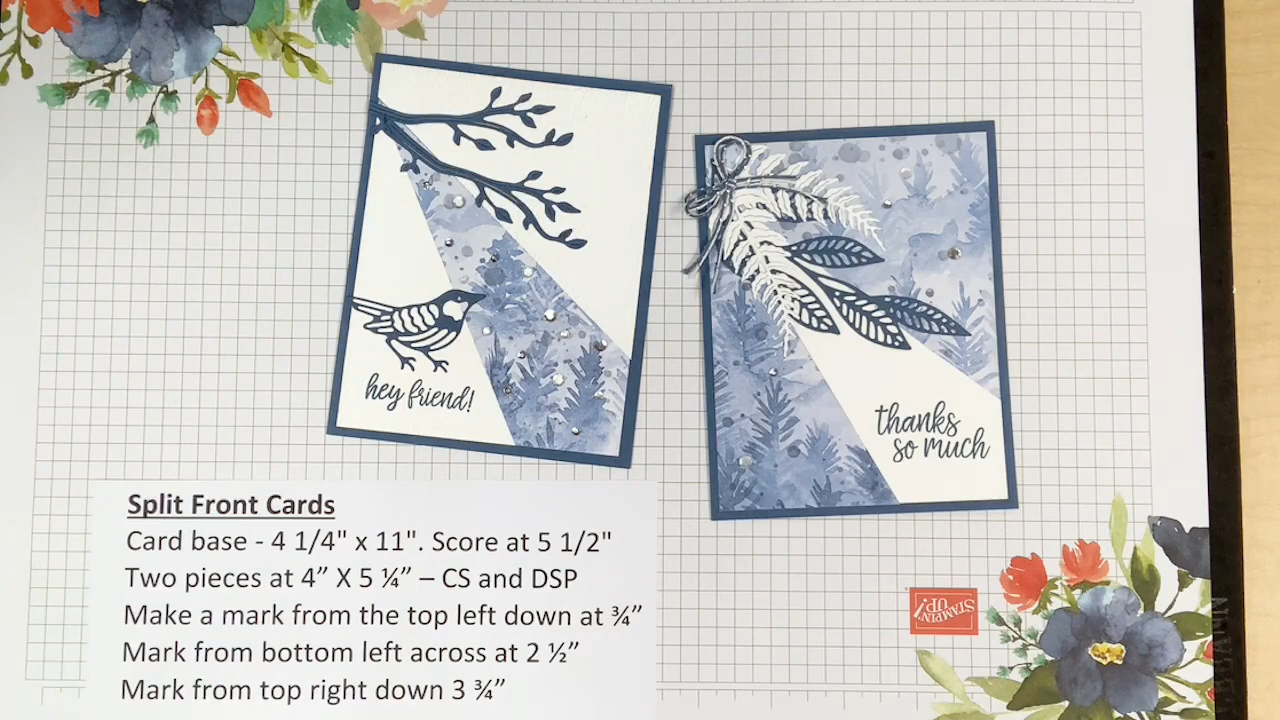 hey friend!
thanks
so much
Split Front Cards
Card base - 4 1/4" x 11". Score at 5 1/2"
Two pieces at 4” X 5 ¼” – CS and DSP
Make a mark from the top left down at ¾”
Mark from bottom left across at 2 ½”
Mark from top right down 3 ¾”
STAMPIN'
UP!